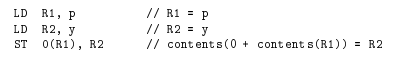 LD R1, p // R1 = p
LD R2, y // R2 = y
ST 0(R1), R2 // contents(0 + contents(R1)) = R2